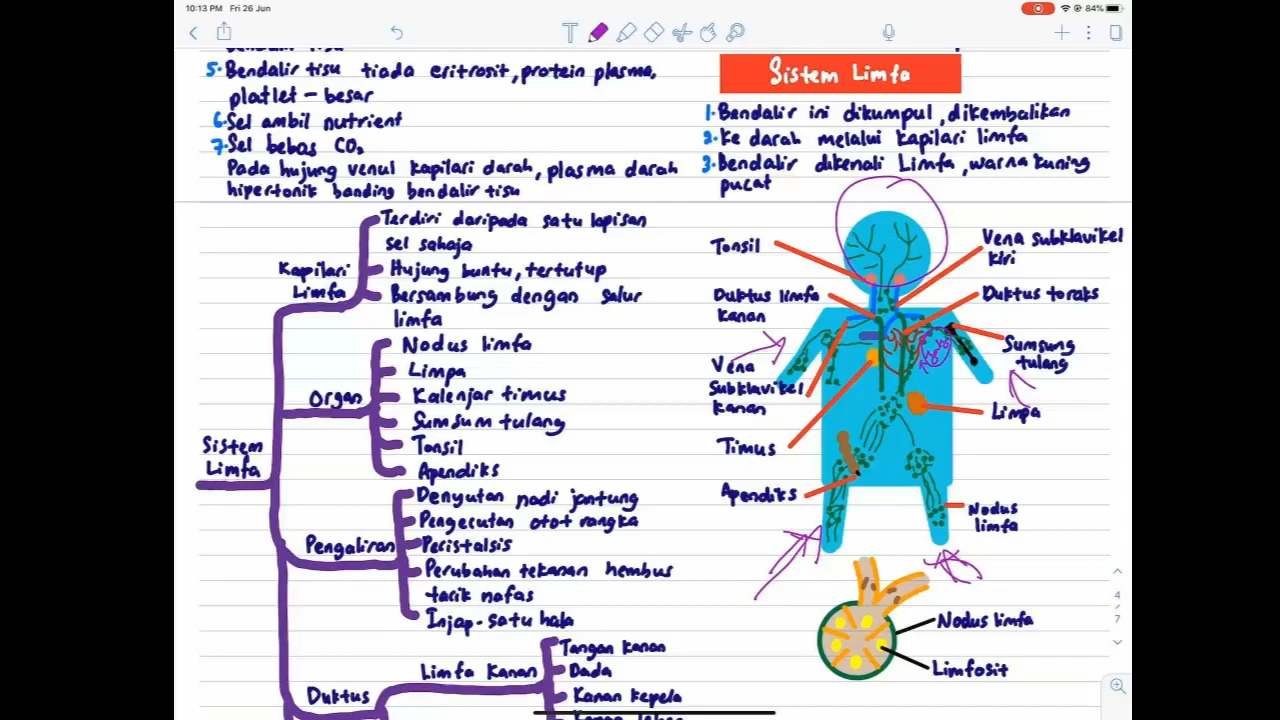 10:13 PM Fri 26 Jun
84%
5. Bendalir tisu tiada eritrosit, protein plasma,
platlet - besar
6. Sel ambil nutrient
7. Sel bebas CO₂
Pada hujung venul kapilari darah, plasma darah
hipertonik banding bendalir tisu
Sistem Limfa
1. Bendalir ini dikumpul, dikembalikan
2. Ke darah melalui kapilari limfa
3. Bendalir dikenali Limfa, warna kuning
pucat
Sistem
Limfa
Kapilari
Limfa
Terdiri daripada satu lapisan
sel sahaja
Hujung buntu, tertutup
Bersambung dengan salur
limfa
Organ
Nodus limfa
Limpa
Kalenjar timus
Sumsum tulang
Tonsil
Apendiks
Pengaliran
Denyutan nadi jantung
Pengecutan otot rangka
Peristalsis
Perubahan tekanan hembus
tarik nafas
Injap - satu hala
Duktus
Limfa Kanan
Tangan kanan
Dada
Kanan kepala
Tonsil
Duktus limfa
kanan
Vena
Subklavikel
kanan
Timus
Apendiks
Vena subklavikel
kiri
Duktus toraks
Sumsung
tulang
Limpa
Nodus
limfa
Nodus limfa
Limfosit
4
/
7